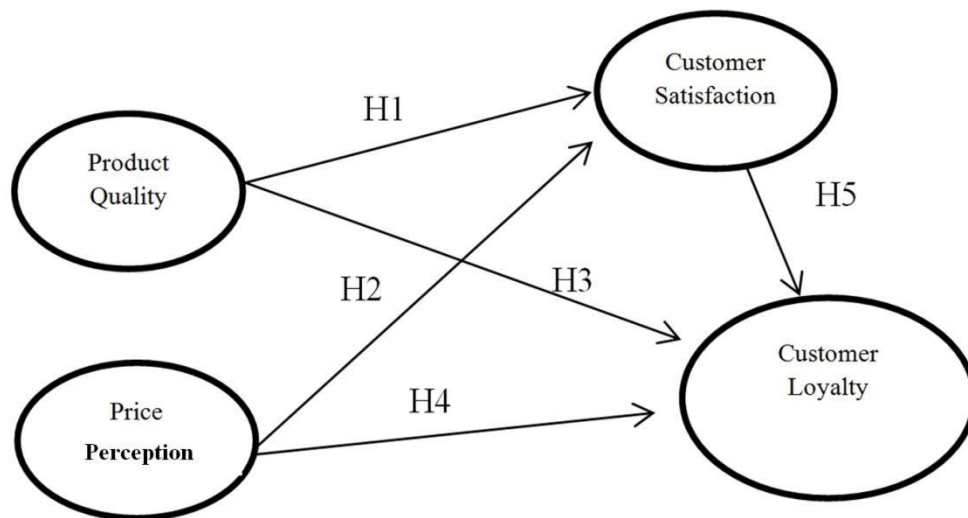 Customer
Satisfaction
H1
Product
Quality
H5
H2
H3
Customer
Loyalty
H4
Price
Perception